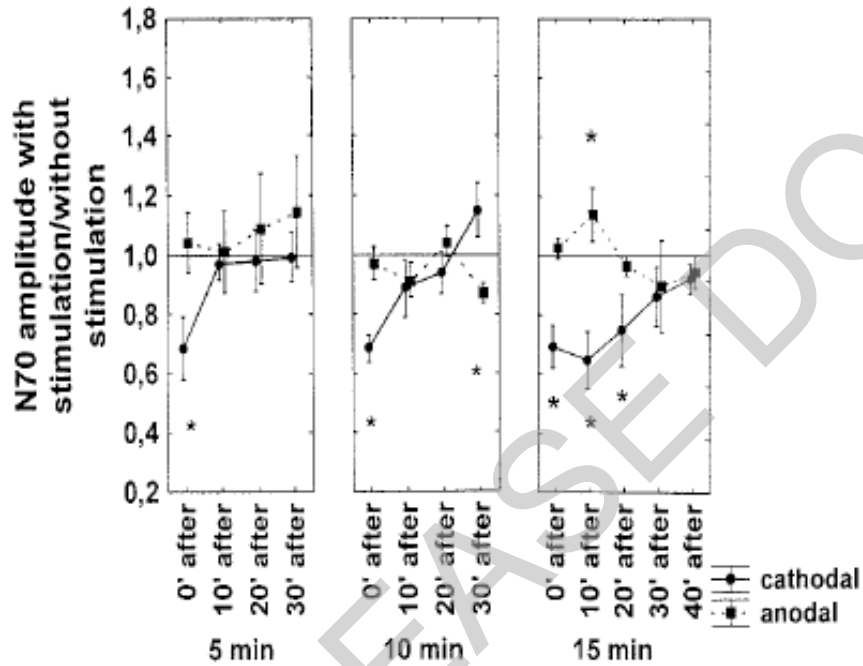 N70 amplitude with
stimulation/without
stimulation
1,8
1,6
1,4
1,2
1,0
0,8
0,6
0,4
0,2
* * * * * * * *
0' after
10' after
20' after
30' after
5 min
0' after
10' after
20' after
30' after
10 min
0' after
10' after
20' after
30' after
40' after
15 min
cathodal
anodal
EASE DO